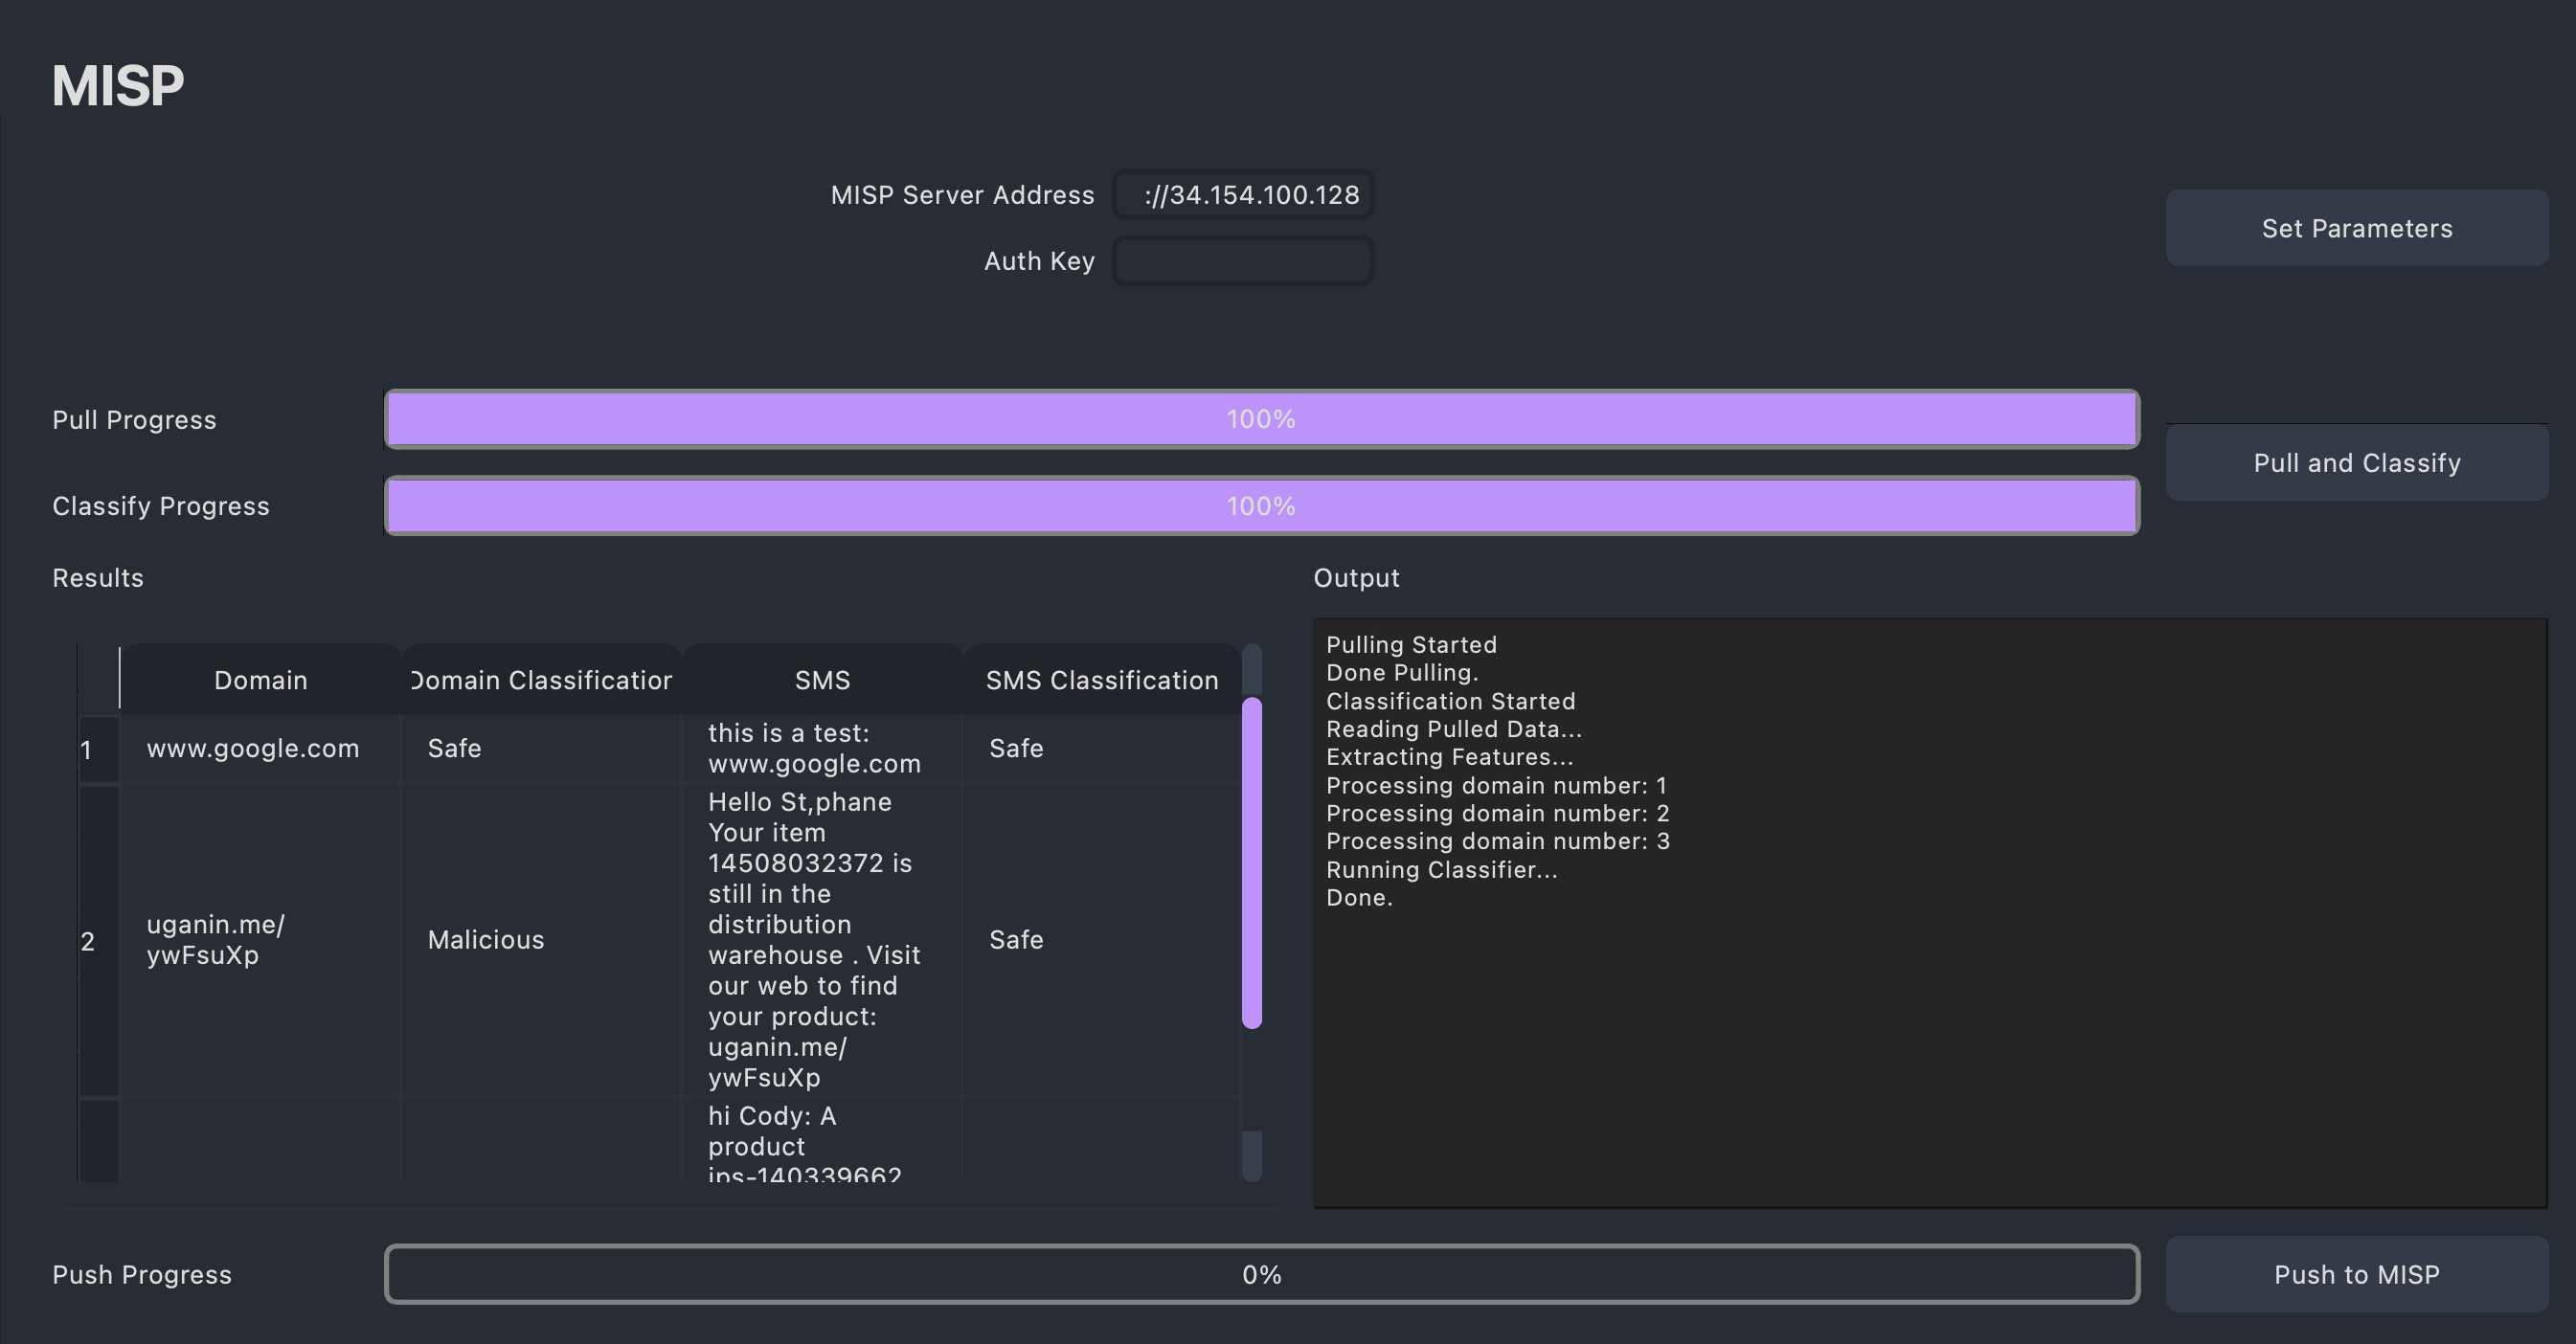 MISP
MISP Server Address
://34.154.100.128
Auth Key
Set Parameters
Pull Progress
100%
Pull and Classify
Classify Progress
100%
Results
Domain
Domain Classification
SMS
SMS Classification
1
www.google.com
Safe
this is a test:
www.google.com
Safe
2
uganin.me/
ywFsuXp
Malicious
Hello St,phane
Your item
14508032372 is
still in the
distribution
warehouse . Visit
our web to find
your product:
uganin.me/
ywFsuXp
Safe
hi Cody: A
product
ips-140339662
Output
Pulling Started
Done Pulling.
Classification Started
Reading Pulled Data...
Extracting Features...
Processing domain number: 1
Processing domain number: 2
Processing domain number: 3
Running Classifier...
Done.
Push Progress
0%
Push to MISP